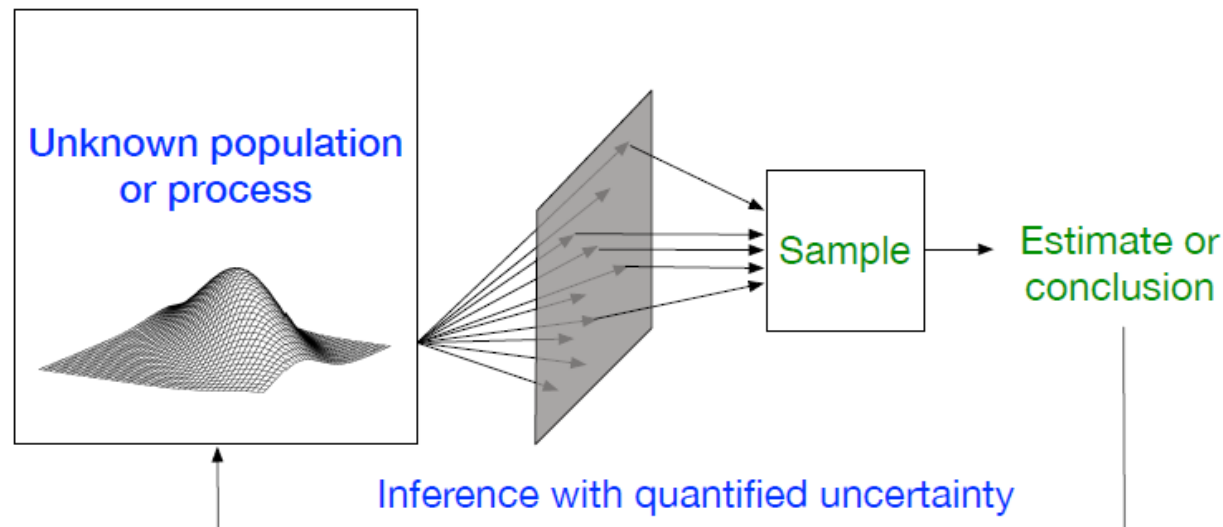 Unknown population
or process
Sample
Estimate or
conclusion
Inference with quantified uncertainty